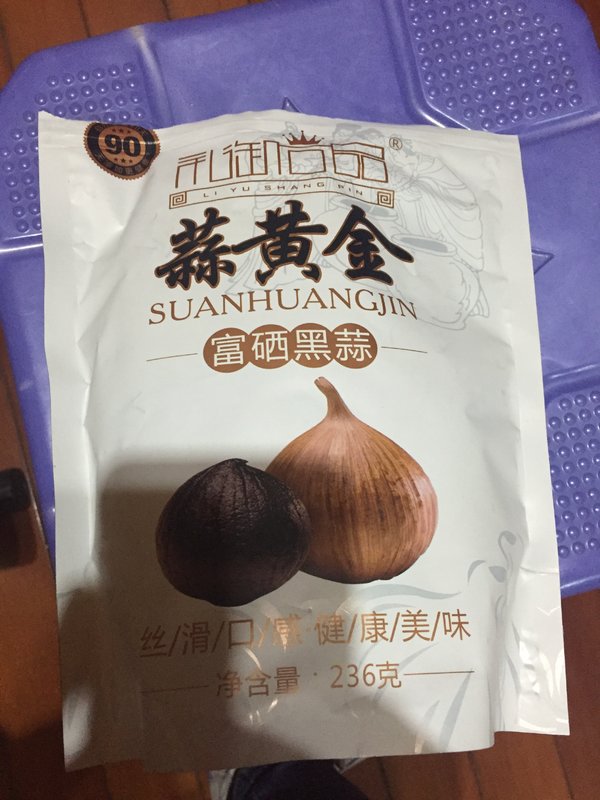 90
礼御尚品®
LI YU SHANG PIN
蒜黄金
SUANHUANGJIN
富硒黑蒜
丝/滑/口/感·健/康/美/味
净含量·236克